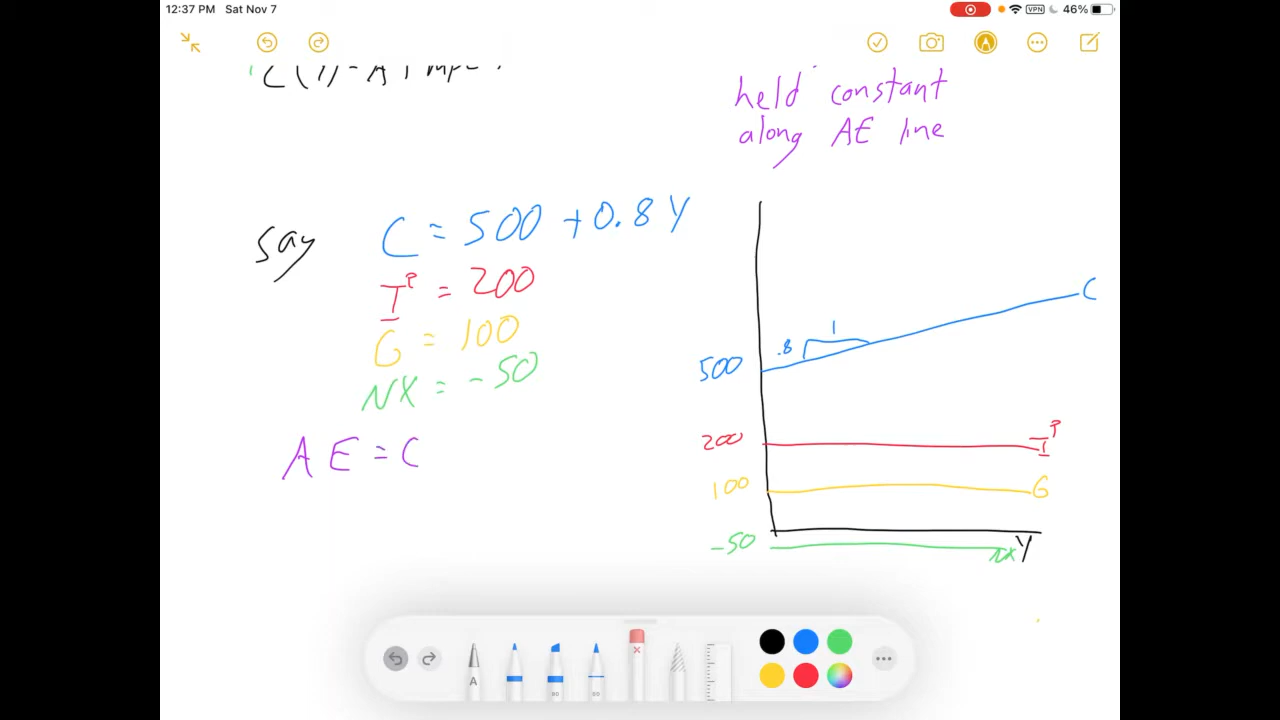 12:37 PM Sat Nov 7
VPN 46%
held constant
along AE line
say C = 500 + 0.8 Y
I^P = 200
G = 100
NX = -50
AE = C
C
1
.8
500
200
I^P
100
G
-50
NX
Y
A